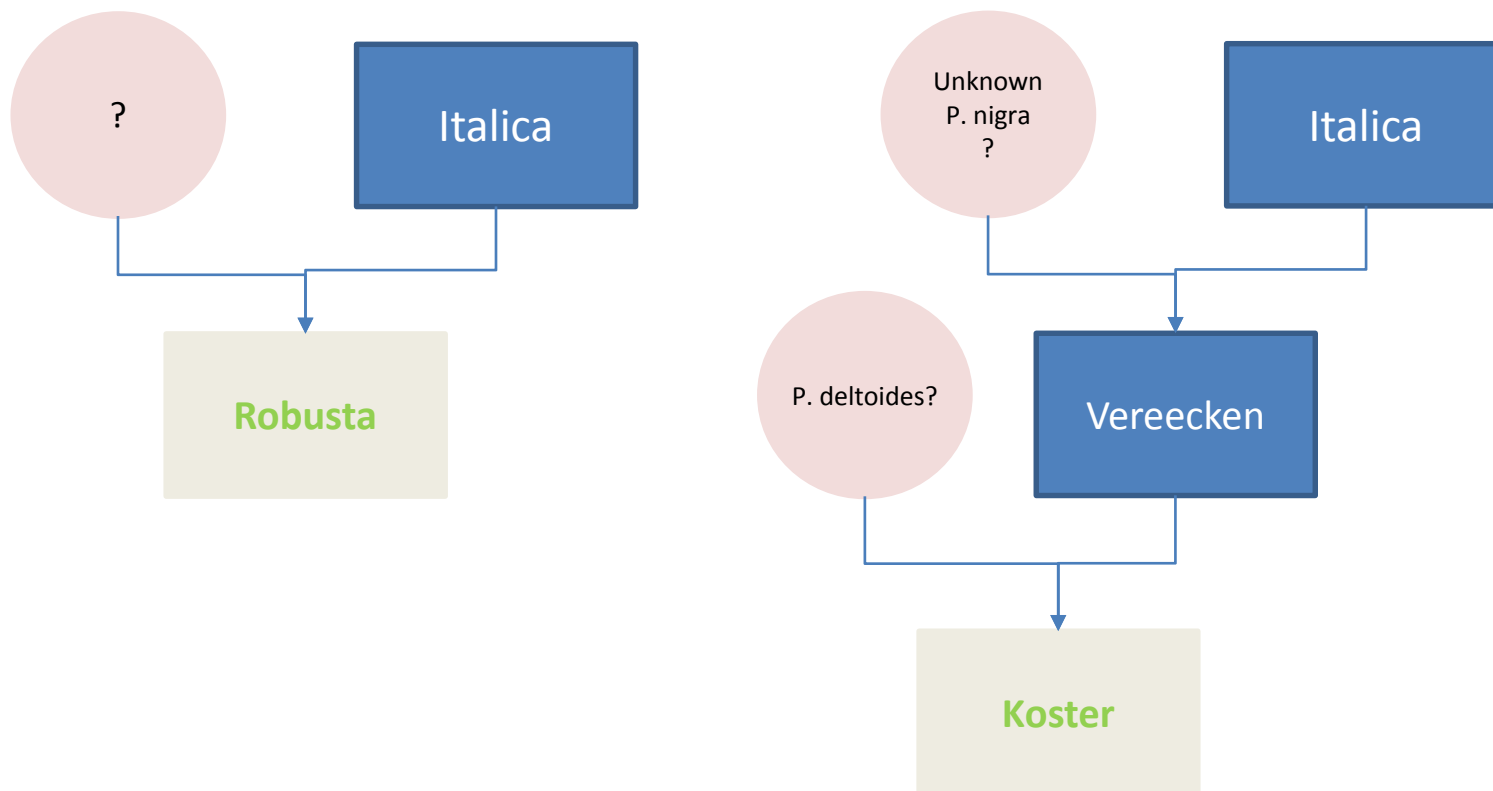 ?
Italica
Robusta
Unknown
P. nigra
?
Italica
P. deltoides?
Vereecken
Koster